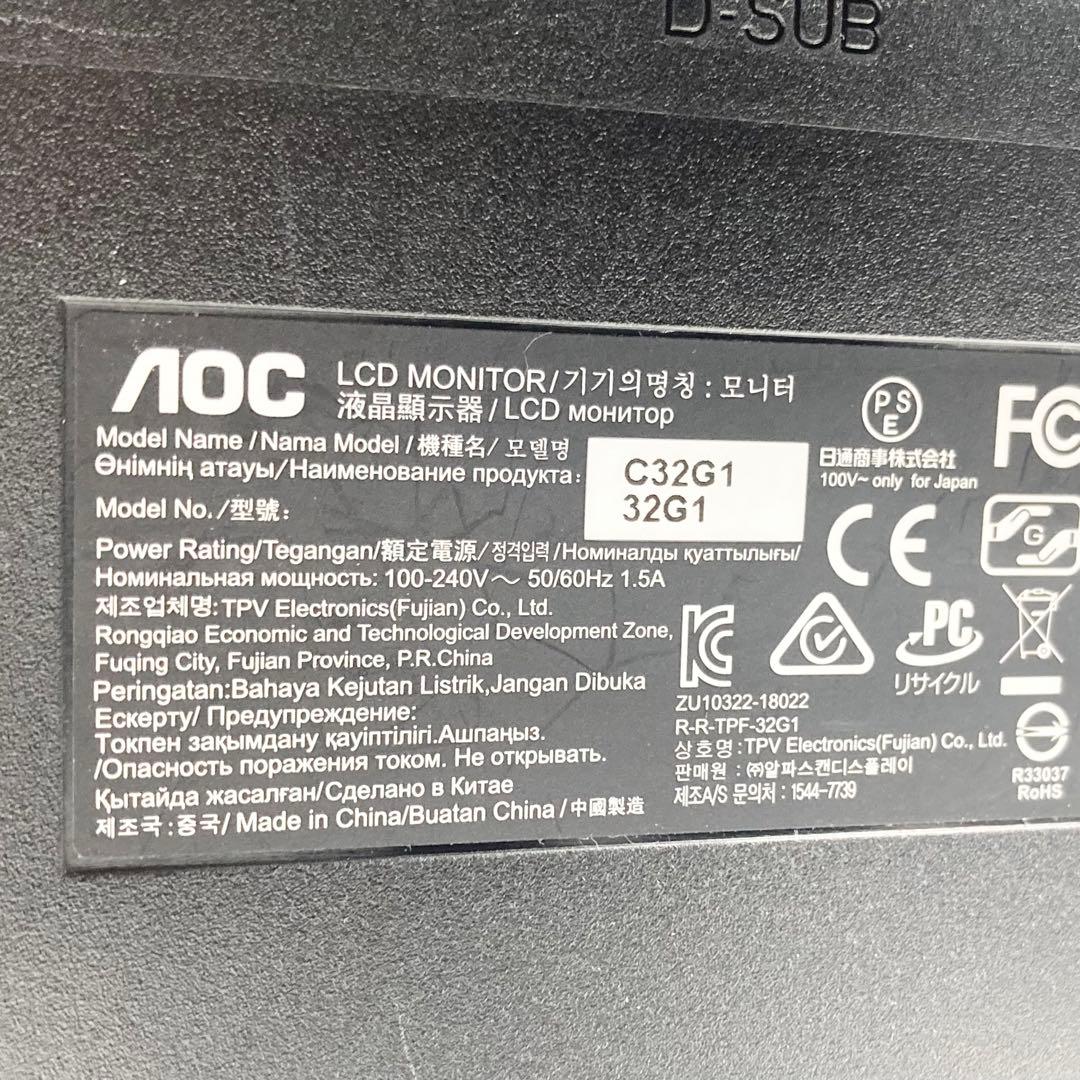 D-SUB
AOC
LCD MONITOR/기기의명칭 : 모니터
液晶顯示器/LCD монитор
Model Name /Nama Model /機種名/ 모델명
Өнімнің атауы/Наименование продукта:
C32G1
Model No./型號:
32G1
Power Rating/Tegangan/額定電源/정격입력/Номиналды қуаттылығы/
Номинальная мощность: 100-240V～ 50/60Hz 1.5A
제조업체명: TPV Electronics(Fujian) Co., Ltd.
Rongqiao Economic and Technological Development Zone,
Fuqing City, Fujian Province, P.R.China
Peringatan:Bahaya Kejutan Listrik,Jangan Dibuka
Ескерту/ Предупреждение:
Токпен зақымдану қауіптілігі.Ашпаңыз.
/Опасность поражения током. Не открывать.
Қытайда жасалған/Сделано в Китае
제조국 :중국/ Made in China/Buatan China /中國製造
PSE
日通商事株式会社
100V~ only for Japan
FC
CE
G
KC
PC
リサイクル
ZU10322-18022
R-R-TPF-32G1
상호명 : TPV Electronics(Fujian) Co., Ltd.
판매원 : ㈜알파스캔디스플레이
제조A/S 문의처 : 1544-7739
R33037
RoHS